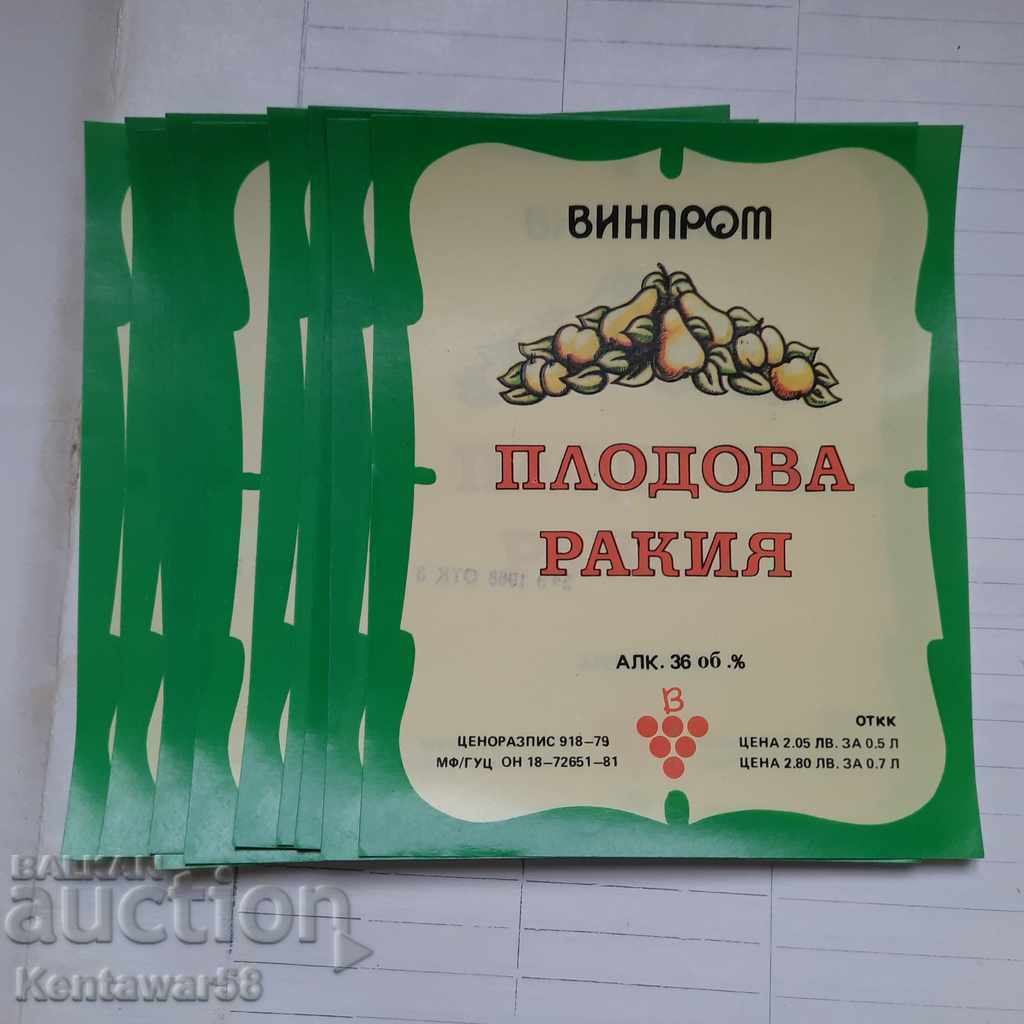 ВИНПРОМ
ПЛОДОВА
РАКИЯ
АЛК. 36 об.%
В
ЦЕНОРАЗПИС 918–79
МФ/ГУЦ ОН 18–72651–81
ОТКК
ЦЕНА 2.05 ЛВ. ЗА 0.5 Л
ЦЕНА 2.80 ЛВ. ЗА 0.7 Л
БАЛКАН
auction
Kentawar58